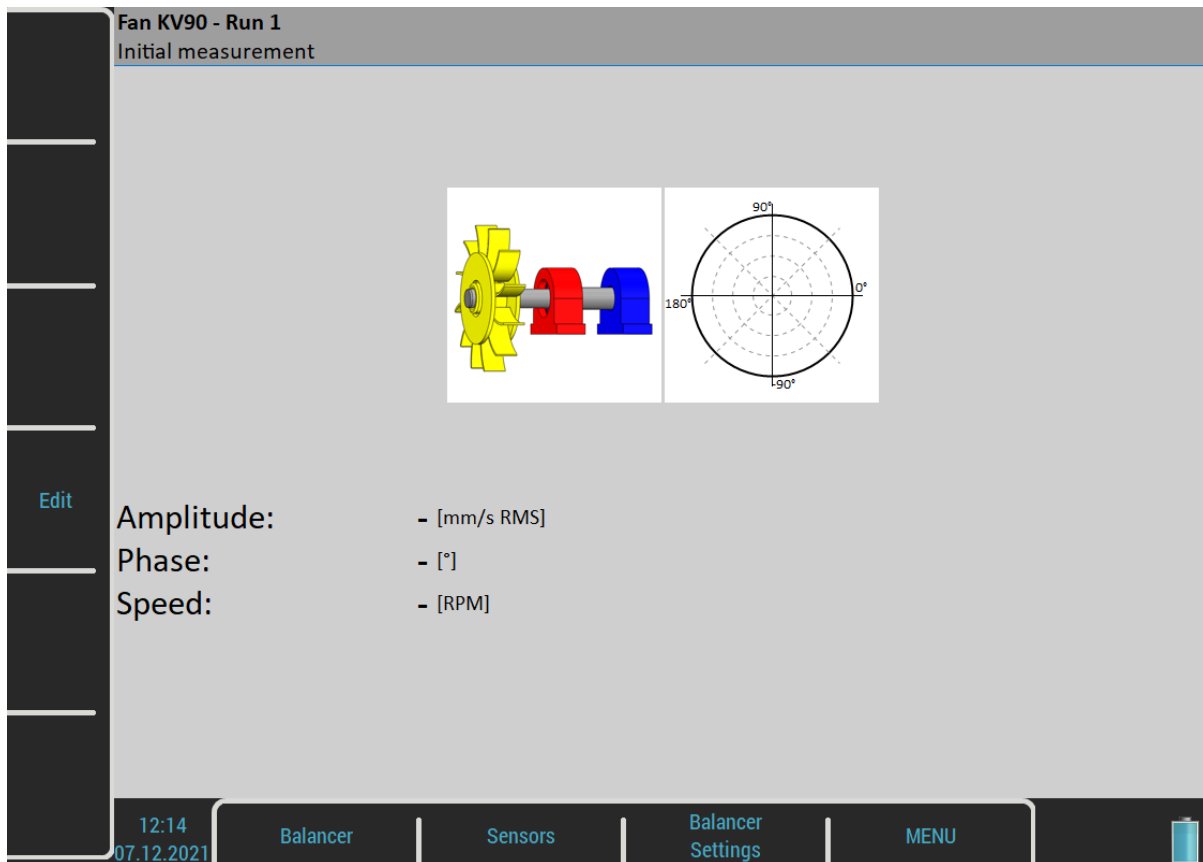 Fan KV90 - Run 1
Initial measurement
90°
0°
180°
-90°
Edit
Amplitude: - [mm/s RMS]
Phase: - [°]
Speed: - [RPM]
12:14
07.12.2021
Balancer
Sensors
Balancer
Settings
MENU